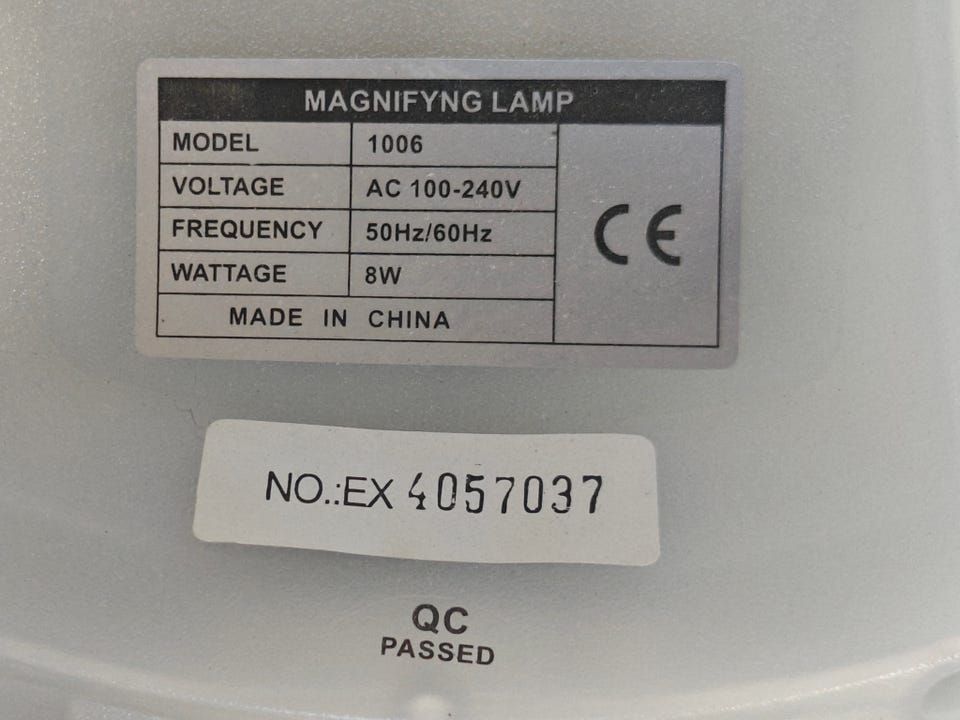 MAGNIFYNG LAMP
MODEL 1006
VOLTAGE AC 100-240V
FREQUENCY 50Hz/60Hz
WATTAGE 8W
MADE IN CHINA
CE
NO.:EX 4057037
QC
PASSED